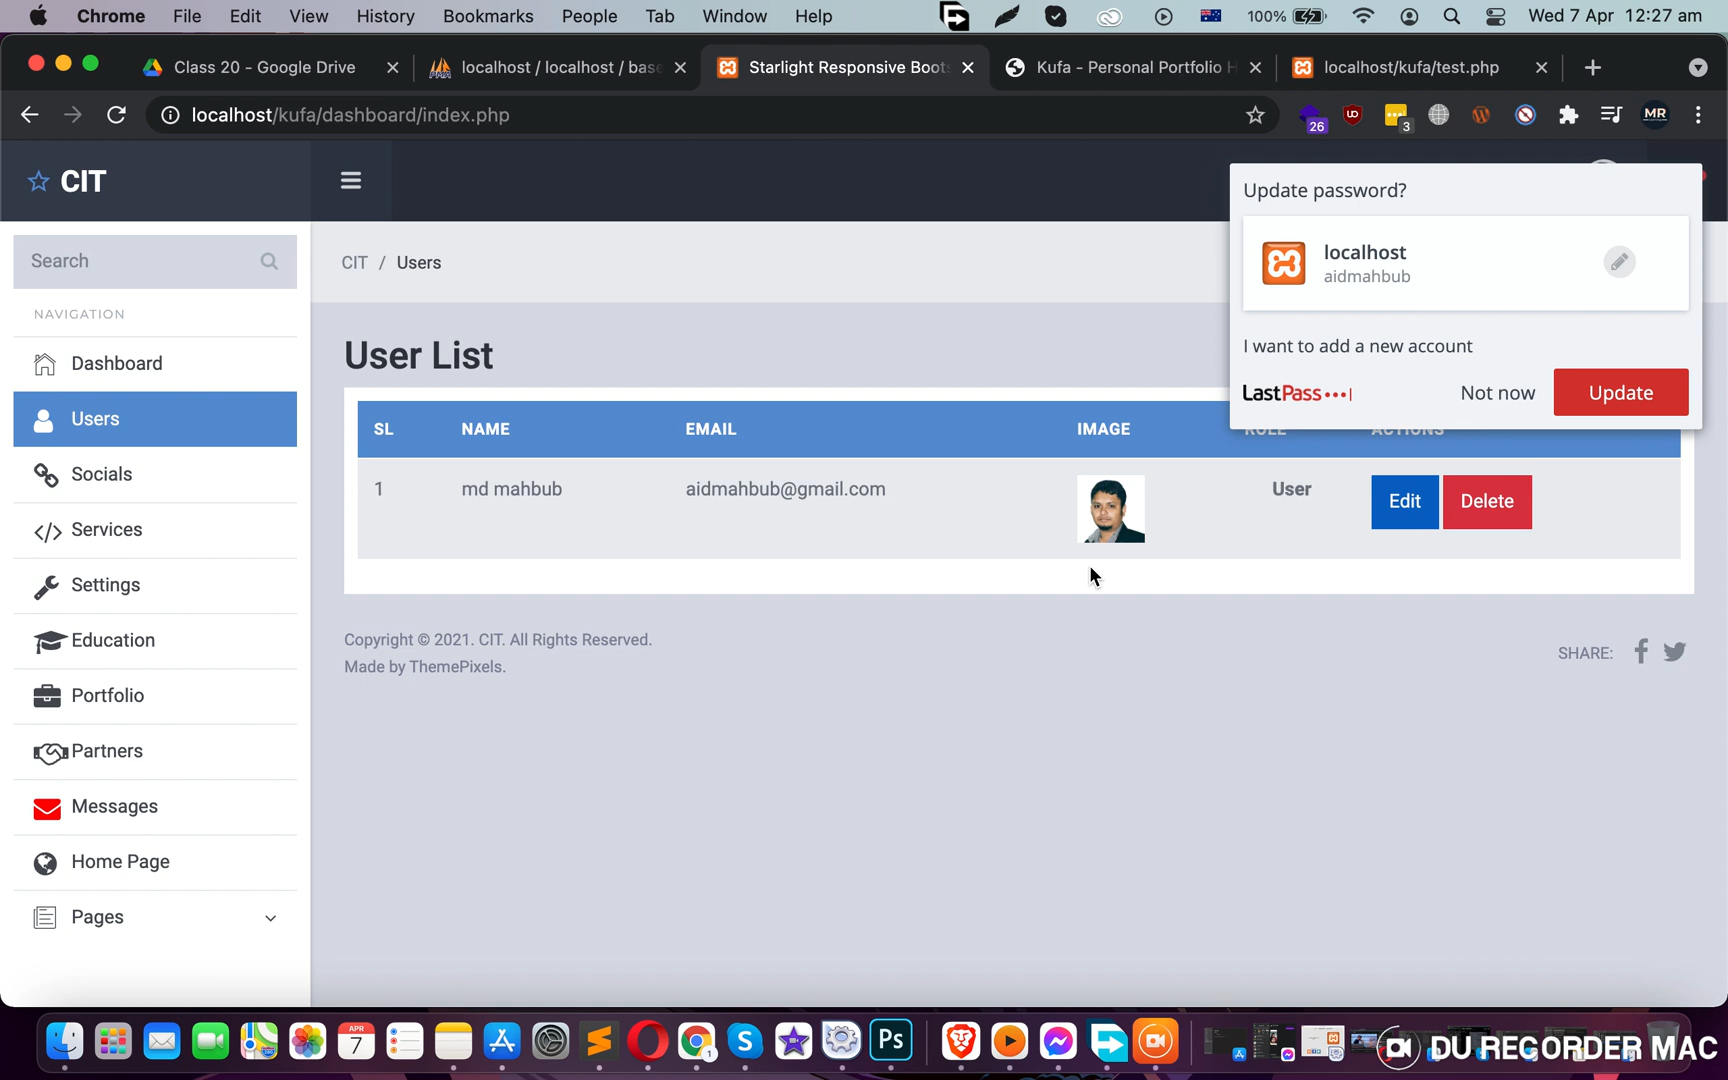 Chrome File Edit View History Bookmarks People Tab Window Help 100% Wed 7 Apr 12:27 am
Class 20 - Google Drive
localhost / localhost / base
Starlight Responsive Boots
Kufa - Personal Portfolio H
localhost/kufa/test.php
localhost/kufa/dashboard/index.php
26
3
MR
CIT
Search
NAVIGATION
Dashboard
Users
Socials
Services
Settings
Education
Portfolio
Partners
Messages
Home Page
Pages
CIT / Users
User List
SL NAME EMAIL IMAGE ROLE ACTIONS
1 md mahbub aidmahbub@gmail.com User Edit Delete
Copyright © 2021. CIT. All Rights Reserved.
Made by ThemePixels.
SHARE:
Update password?
localhost
aidmahbub
I want to add a new account
LastPass
Not now
Update
APR
7
Ps
DU RECORDER MAC